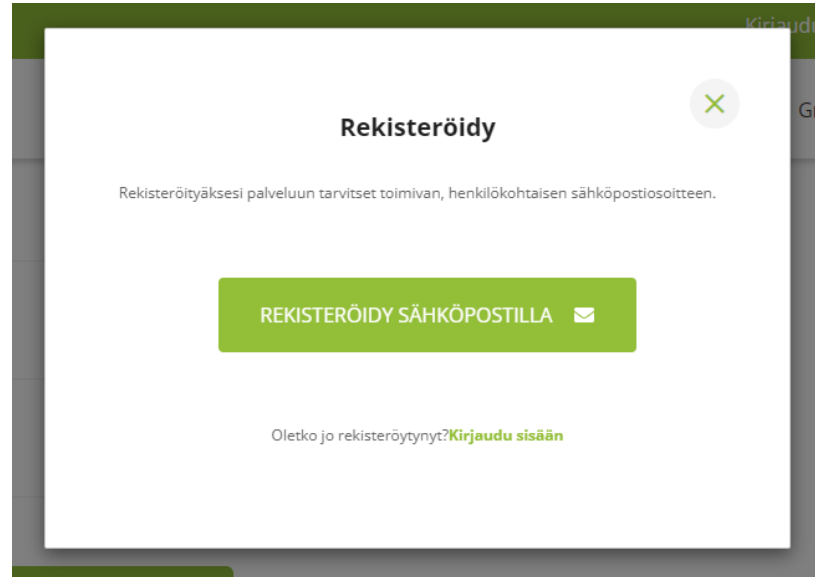 Rekisteröidy
Rekisteröityäksesi palveluun tarvitset toimivan, henkilökohtaisen sähköpostiosoitteen.
REKISTERÖIDY SÄHKÖPOSTILLA
Oletko jo rekisteröytynyt?Kirjaudu sisään